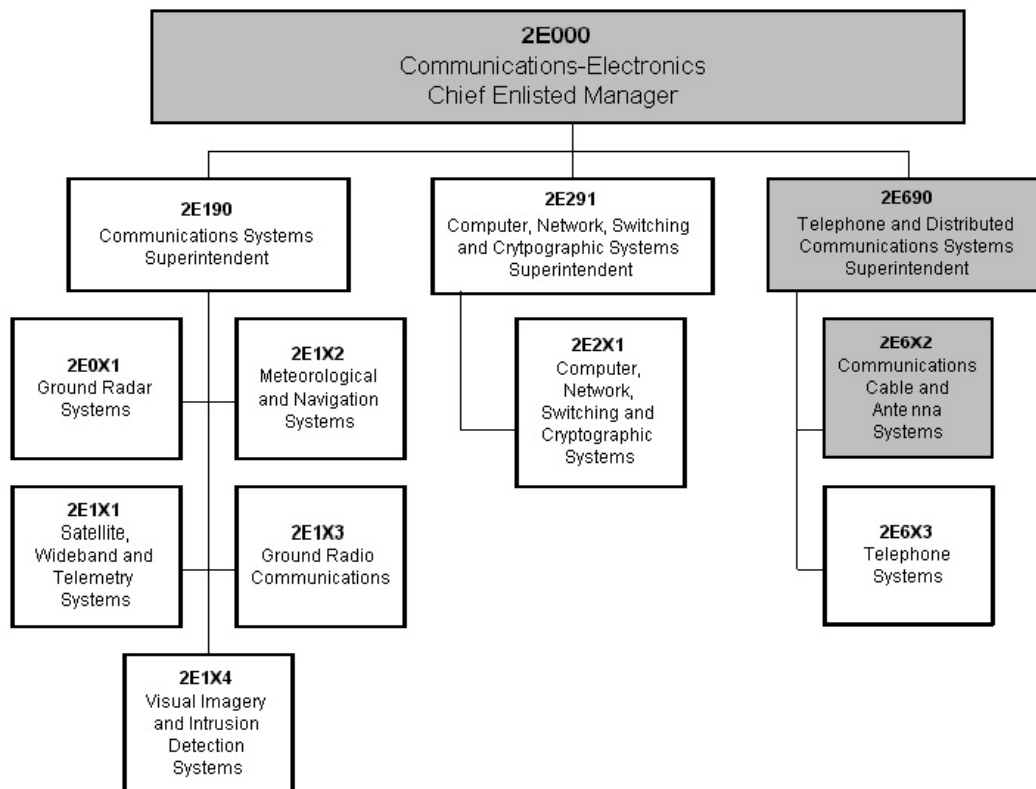 2E000
Communications-Electronics
Chief Enlisted Manager
2E190
Communications Systems
Superintendent
2E291
Computer, Network, Switching
and Crytpographic Systems
Superintendent
2E690
Telephone and Distributed
Communications Systems
Superintendent
2E0X1
Ground Radar
Systems
2E1X2
Meteorological
and Navigation
Systems
2E2X1
Computer,
Network,
Switching and
Cryptographic
Systems
2E6X2
Communications
Cable and
Antenna
Systems
2E1X1
Satellite,
Wideband and
Telemetry
Systems
2E1X3
Ground Radio
Communications
2E6X3
Telephone
Systems
2E1X4
Visual Imagery
and Intrusion
Detection
Systems